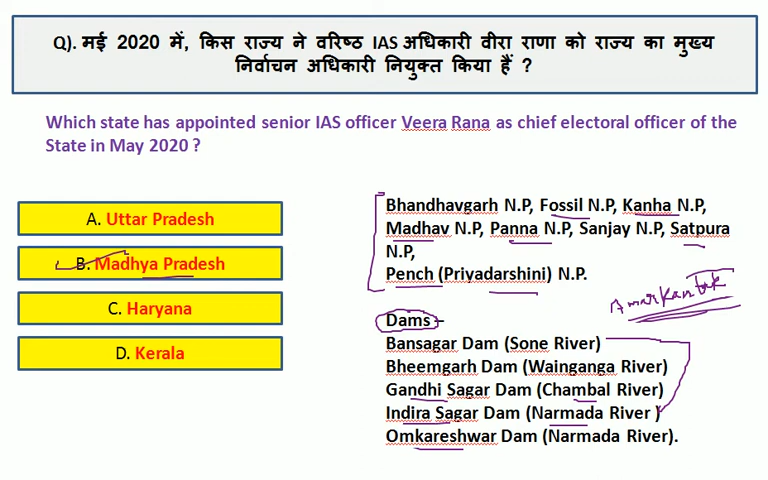 Q). मई 2020 में, किस राज्य ने वरिष्ठ IAS अधिकारी वीरा राणा को राज्य का मुख्य
निर्वाचन अधिकारी नियुक्त किया हैं ?
Which state has appointed senior IAS officer Veera Rana as chief electoral officer of the
State in May 2020 ?
A. Uttar Pradesh
B. Madhya Pradesh
C. Haryana
D. Kerala
Bhandhavgarh N.P, Fossil N.P, Kanha N.P,
Madhav N.P, Panna N.P, Sanjay N.P, Satpura
N.P,
Pench (Priyadarshini) N.P.
Amarkantak
Dams –
Bansagar Dam (Sone River)
Bheemgarh Dam (Wainganga River)
Gandhi Sagar Dam (Chambal River)
Indira Sagar Dam (Narmada River )
Omkareshwar Dam (Narmada River).